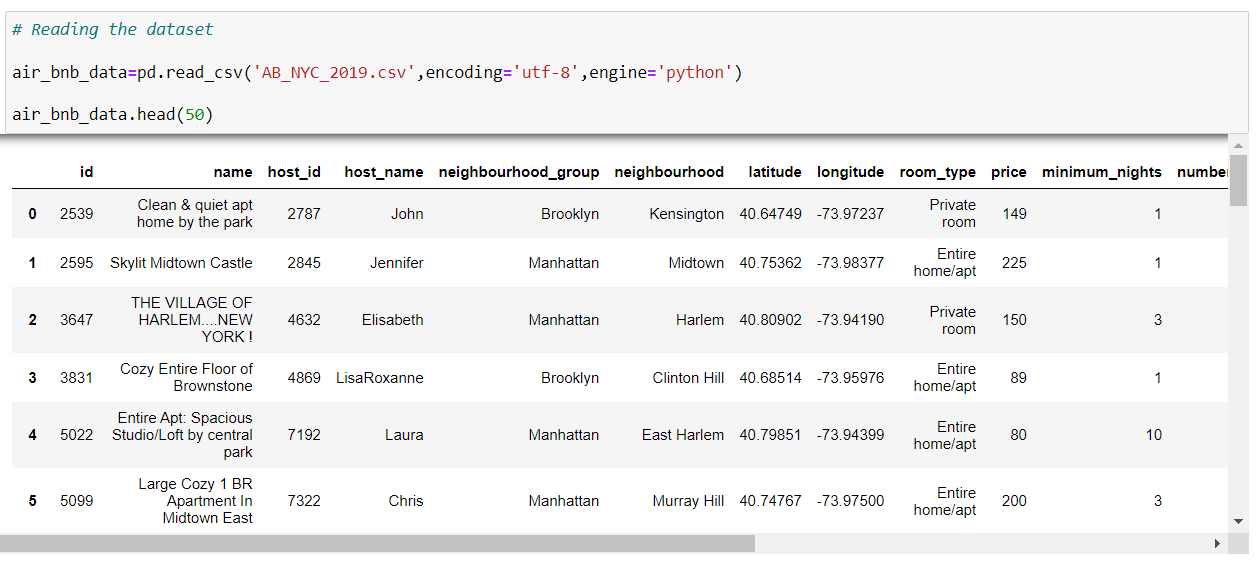 # Reading the dataset
air_bnb_data=pd.read_csv('AB_NYC_2019.csv',encoding='utf-8',engine='python')
air_bnb_data.head(50)
id name host_id host_name neighbourhood_group neighbourhood latitude longitude room_type price minimum_nights number
0 2539 Clean & quiet apt home by the park 2787 John Brooklyn Kensington 40.64749 -73.97237 Private room 149 1
1 2595 Skylit Midtown Castle 2845 Jennifer Manhattan Midtown 40.75362 -73.98377 Entire home/apt 225 1
2 3647 THE VILLAGE OF HARLEM....NEW YORK ! 4632 Elisabeth Manhattan Harlem 40.80902 -73.94190 Private room 150 3
3 3831 Cozy Entire Floor of Brownstone 4869 LisaRoxanne Brooklyn Clinton Hill 40.68514 -73.95976 Entire home/apt 89 1
4 5022 Entire Apt: Spacious Studio/Loft by central park 7192 Laura Manhattan East Harlem 40.79851 -73.94399 Entire home/apt 80 10
5 5099 Large Cozy 1 BR Apartment In Midtown East 7322 Chris Manhattan Murray Hill 40.74767 -73.97500 Entire home/apt 200 3